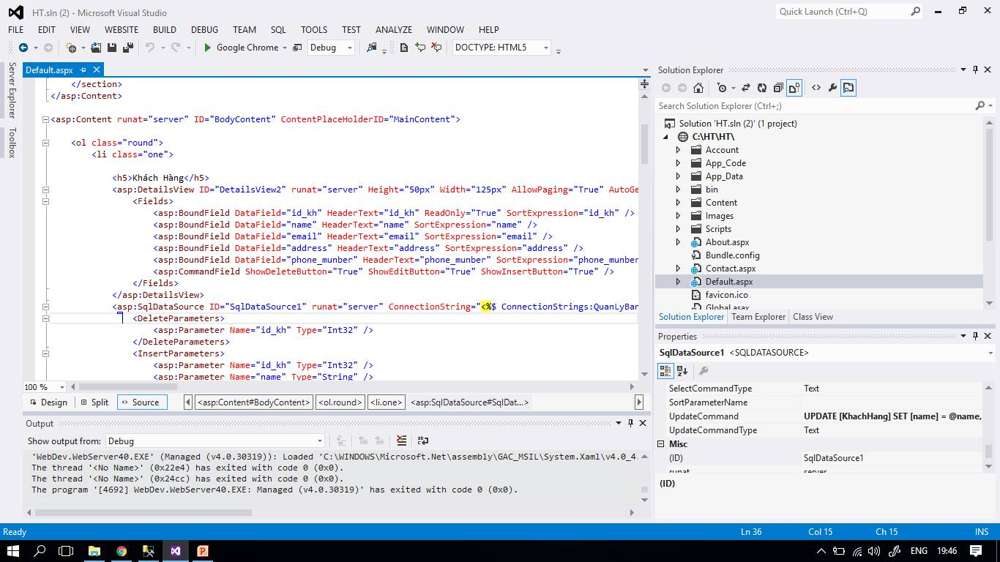 HT.sln (2) - Microsoft Visual Studio
Quick Launch (Ctrl+Q)
FILE EDIT VIEW WEBSITE BUILD DEBUG TEAM SQL TOOLS TEST ANALYZE WINDOW HELP
Google Chrome Debug DOCTYPE: HTML5
Server Explorer
Toolbox
Default.aspx
</section>
</asp:Content>
<asp:Content runat="server" ID="BodyContent" ContentPlaceHolderID="MainContent">
<ol class="round">
<li class="one">
<h5>Khách Hàng</h5>
<asp:DetailsView ID="DetailsView2" runat="server" Height="50px" Width="125px" AllowPaging="True" AutoGe
<Fields>
<asp:BoundField DataField="id_kh" HeaderText="id_kh" ReadOnly="True" SortExpression="id_kh" />
<asp:BoundField DataField="name" HeaderText="name" SortExpression="name" />
<asp:BoundField DataField="email" HeaderText="email" SortExpression="email" />
<asp:BoundField DataField="address" HeaderText="address" SortExpression="address" />
<asp:BoundField DataField="phone_munber" HeaderText="phone_munber" SortExpression="phone_munber
<asp:CommandField ShowDeleteButton="True" ShowEditButton="True" ShowInsertButton="True" />
</Fields>
</asp:DetailsView>
<asp:SqlDataSource ID="SqlDataSource1" runat="server" ConnectionString="<%$ ConnectionStrings:QuanLyBan
<DeleteParameters>
<asp:Parameter Name="id_kh" Type="Int32" />
</DeleteParameters>
<InsertParameters>
<asp:Parameter Name="id_kh" Type="Int32" />
<asp:Parameter Name="name" Type="String" />
100 %
Design Split Source <asp:Content#BodyContent> <ol.round> <li.one> <asp:SqlDataSource#SqlDat...>
Output
Show output from: Debug
'WebDev.WebServer40.EXE' (Managed (v4.0.30319)): Loaded 'C:\WINDOWS\Microsoft.Net\assembly\GAC_MSIL\System.Xaml\v4.0_4.
The thread '<No Name>' (0x22e4) has exited with code 0 (0x0).
The thread '<No Name>' (0x24cc) has exited with code 0 (0x0).
The program '[4692] WebDev.WebServer40.EXE: Managed (v4.0.30319)' has exited with code 0 (0x0).
Solution Explorer
Search Solution Explorer (Ctrl+;)
Solution 'HT.sln (2)' (1 project)
C:\HT\HT\
Account
App_Code
App_Data
bin
Content
Images
Scripts
About.aspx
Bundle.config
Contact.aspx
Default.aspx
favicon.ico
Global.asax
Solution Explorer Team Explorer Class View
Properties
SqlDataSource1 <SQLDATASOURCE>
SelectCommandType Text
SortParameterName
UpdateCommand UPDATE [KhachHang] SET [name] = @name,
UpdateCommandType Text
Misc
(ID) SqlDataSource1
runat server
(ID)
Ready Ln 36 Col 15 Ch 15 INS
ENG 19:46